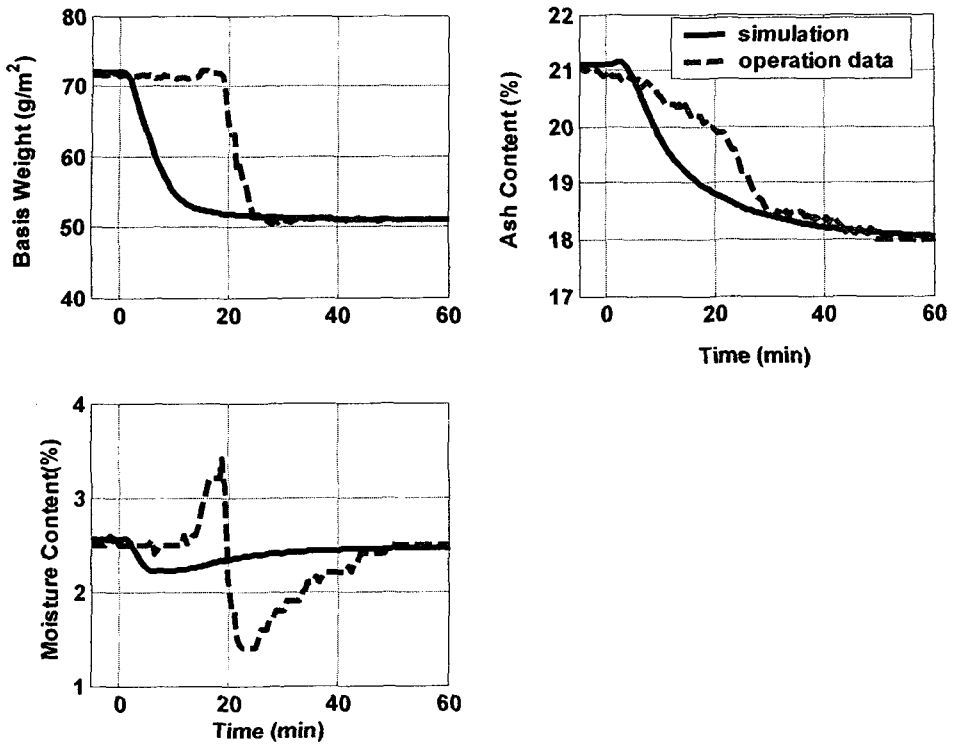 80
70
60
50
40
Basis Weight (g/m²)
0 20 40 60
22
21
20
19
18
17
Ash Content (%)
simulation
operation data
0 20 40 60
Time (min)
4
3
2
1
Moisture Content(%)
0 20 40 60
Time (min)